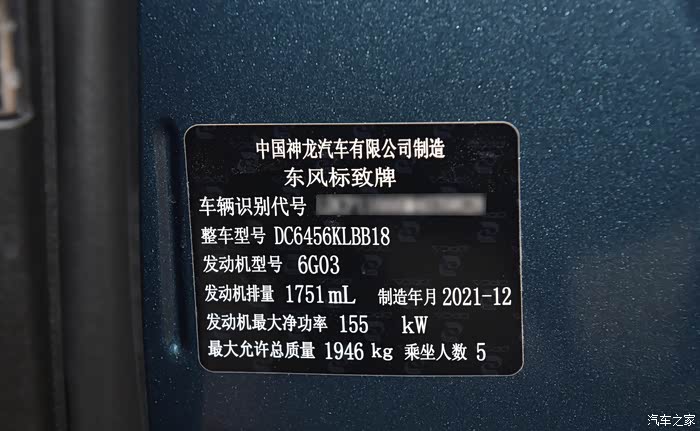 中国神龙汽车有限公司制造
东风标致牌
车辆识别代号
整车型号 DC6456KLBB18
发动机型号 6G03
发动机排量 1751mL 制造年月 2021-12
发动机最大净功率 155 kW
最大允许总质量 1946 kg 乘坐人数 5
汽车之家